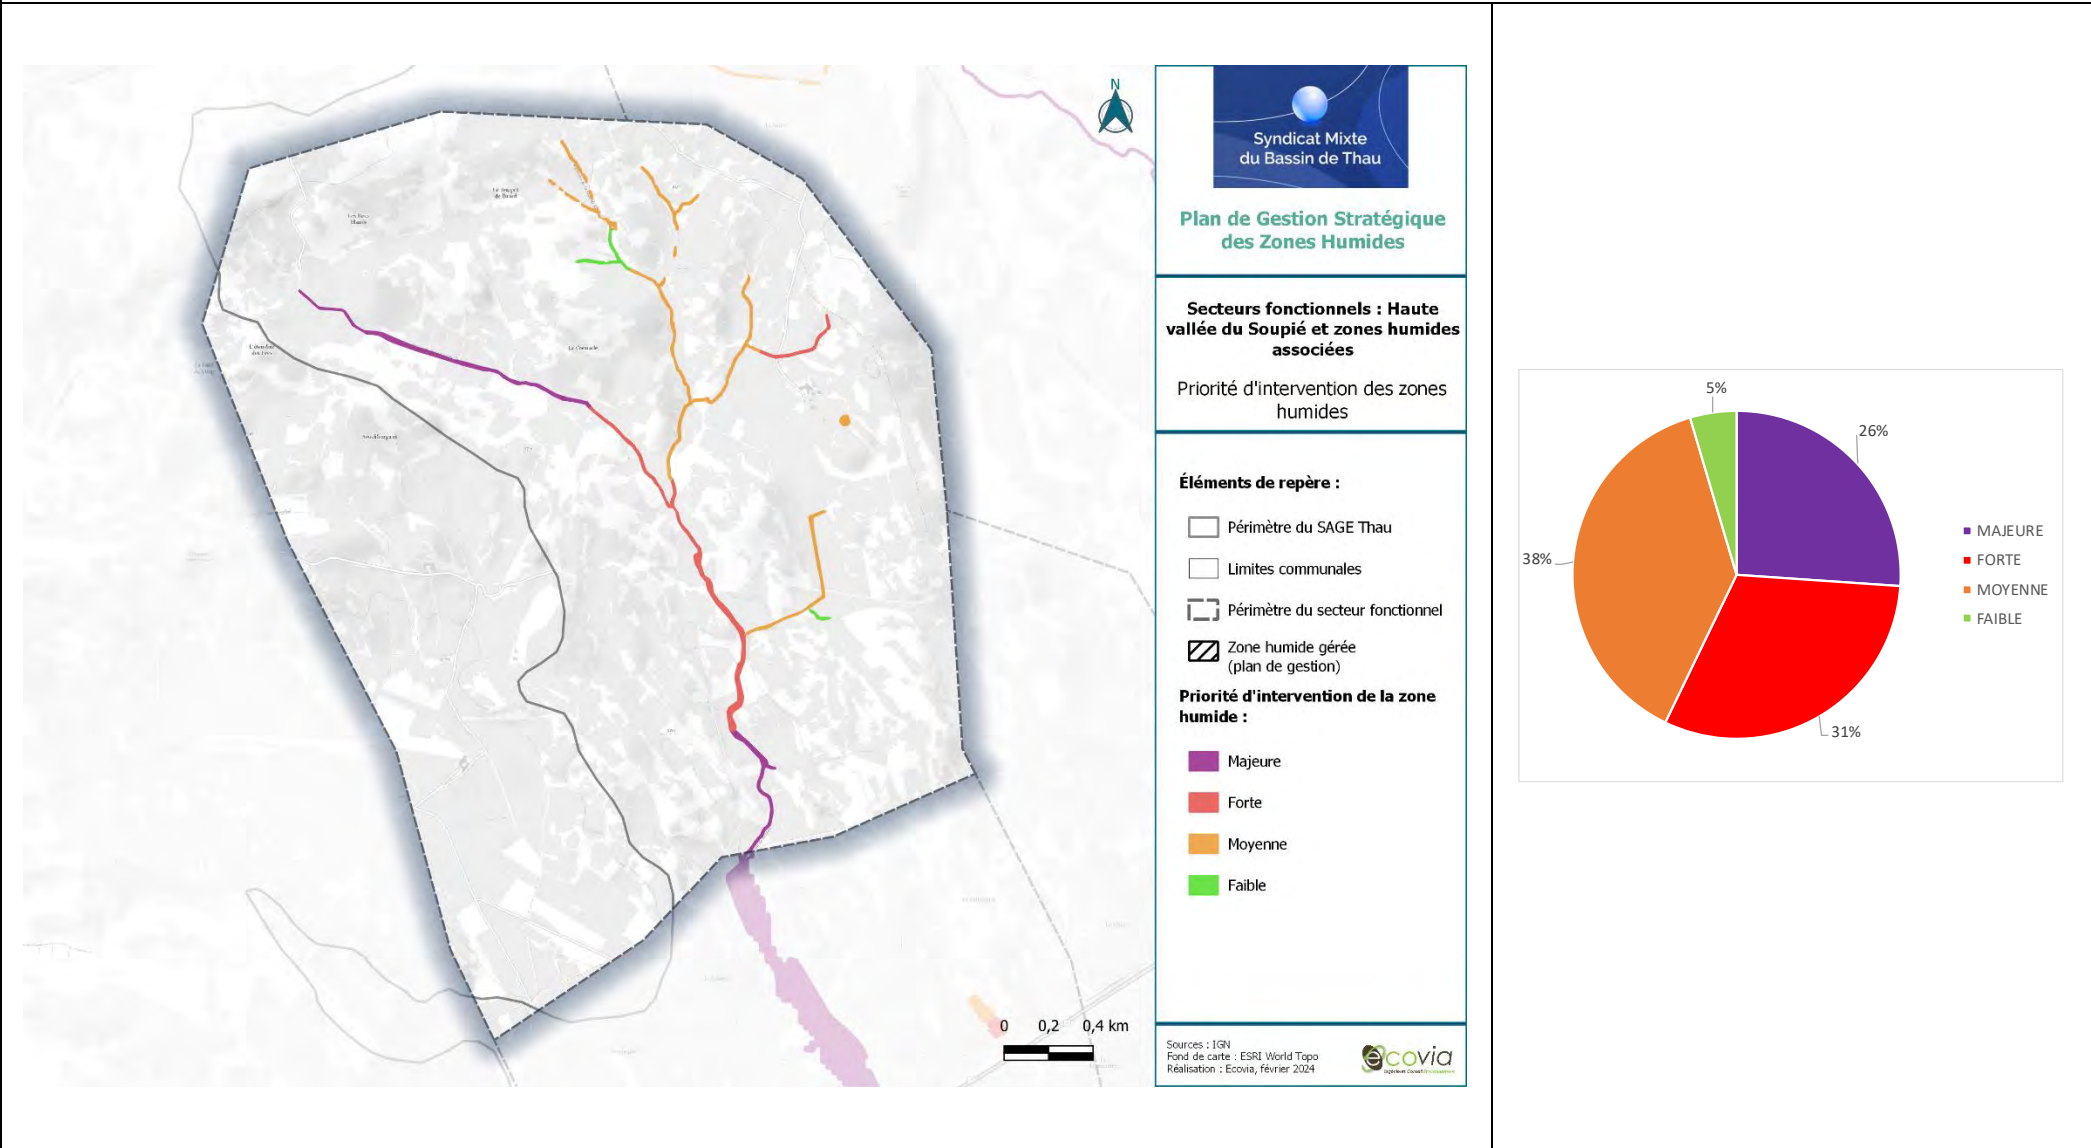 N
Syndicat Mixte
du Bassin de Thau
Plan de Gestion Stratégique
des Zones Humides
Secteurs fonctionnels : Haute
vallée du Soupié et zones humides
associées
Priorité d'intervention des zones
humides
Éléments de repère :
Périmètre du SAGE Thau
Limites communales
Périmètre du secteur fonctionnel
Zone humide gérée
(plan de gestion)
Priorité d'intervention de la zone
humide :
Majeure
Forte
Moyenne
Faible
0 0,2 0,4 km
Sources : IGN
Fond de carte : ESRI World Topo
Réalisation : Ecovia, février 2024
ecovia
5%
26%
38%
31%
MAJEURE
FORTE
MOYENNE
FAIBLE